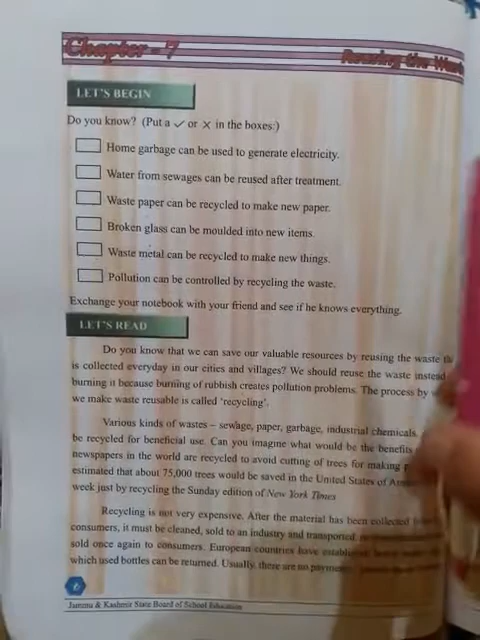 Chapter - 7
Reusing the Waste
LET'S BEGIN
Do you know? (Put a ✓ or × in the boxes:)
Home garbage can be used to generate electricity.
Water from sewages can be reused after treatment.
Waste paper can be recycled to make new paper.
Broken glass can be moulded into new items.
Waste metal can be recycled to make new things.
Pollution can be controlled by recycling the waste.
Exchange your notebook with your friend and see if he knows everything.
LET'S READ
Do you know that we can save our valuable resources by reusing the waste
is collected everyday in our cities and villages? We should reuse the waste instead
burning it because burning of rubbish creates pollution problems. The process by
we make waste reusable is called 'recycling'.
Various kinds of wastes – sewage, paper, garbage, industrial chemicals,
be recycled for beneficial use. Can you imagine what would be the benefits
newspapers in the world are recycled to avoid cutting of trees for making
estimated that about 75,000 trees would be saved in the United States of
week just by recycling the Sunday edition of New York Times
Recycling is not very expensive. After the material has been collected
consumers, it must be cleaned, sold to an industry and transported,
sold once again to consumers. European countries have
which used bottles can be returned. Usually, there are no
6
Jammu & Kashmir State Board of School Education